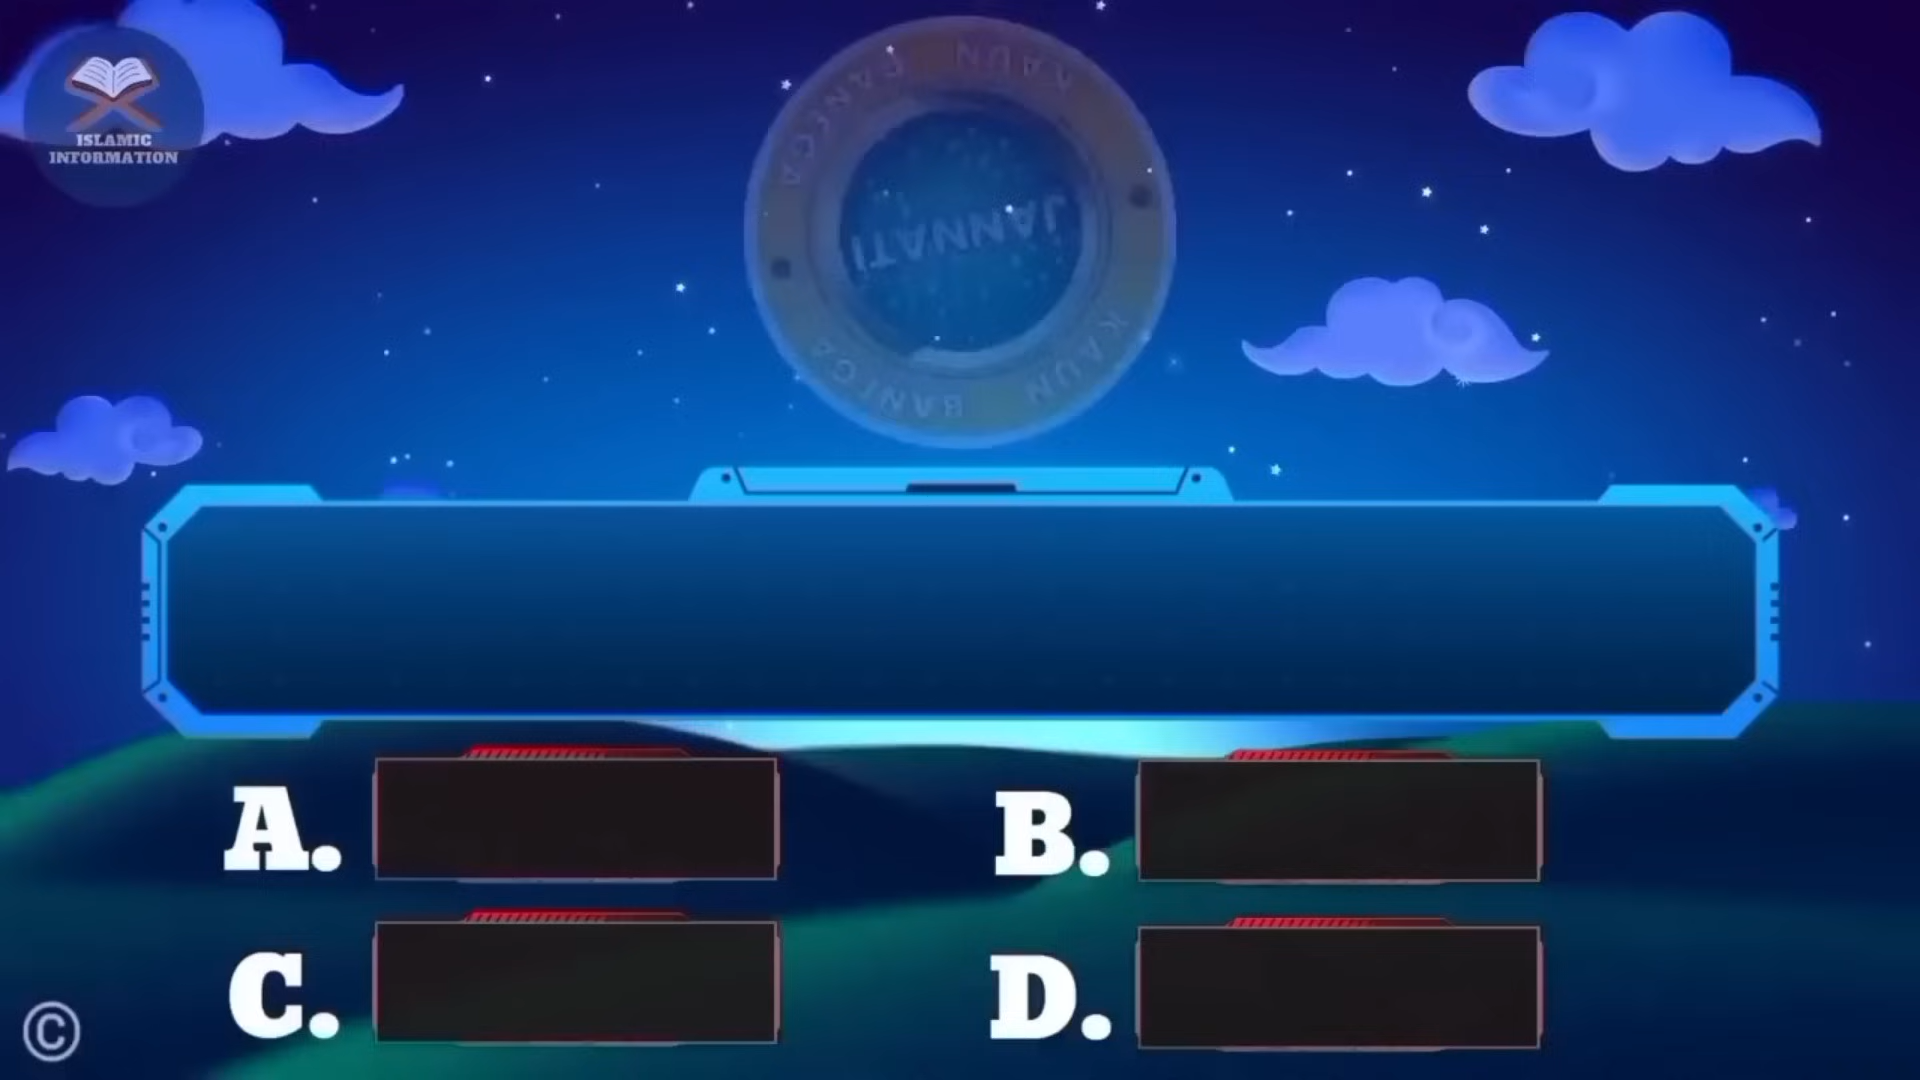 ISLAMIC
INFORMATION
KAUN BANEGA
JANNATI
KAUN BANEGA
A.
B.
C.
D.
©